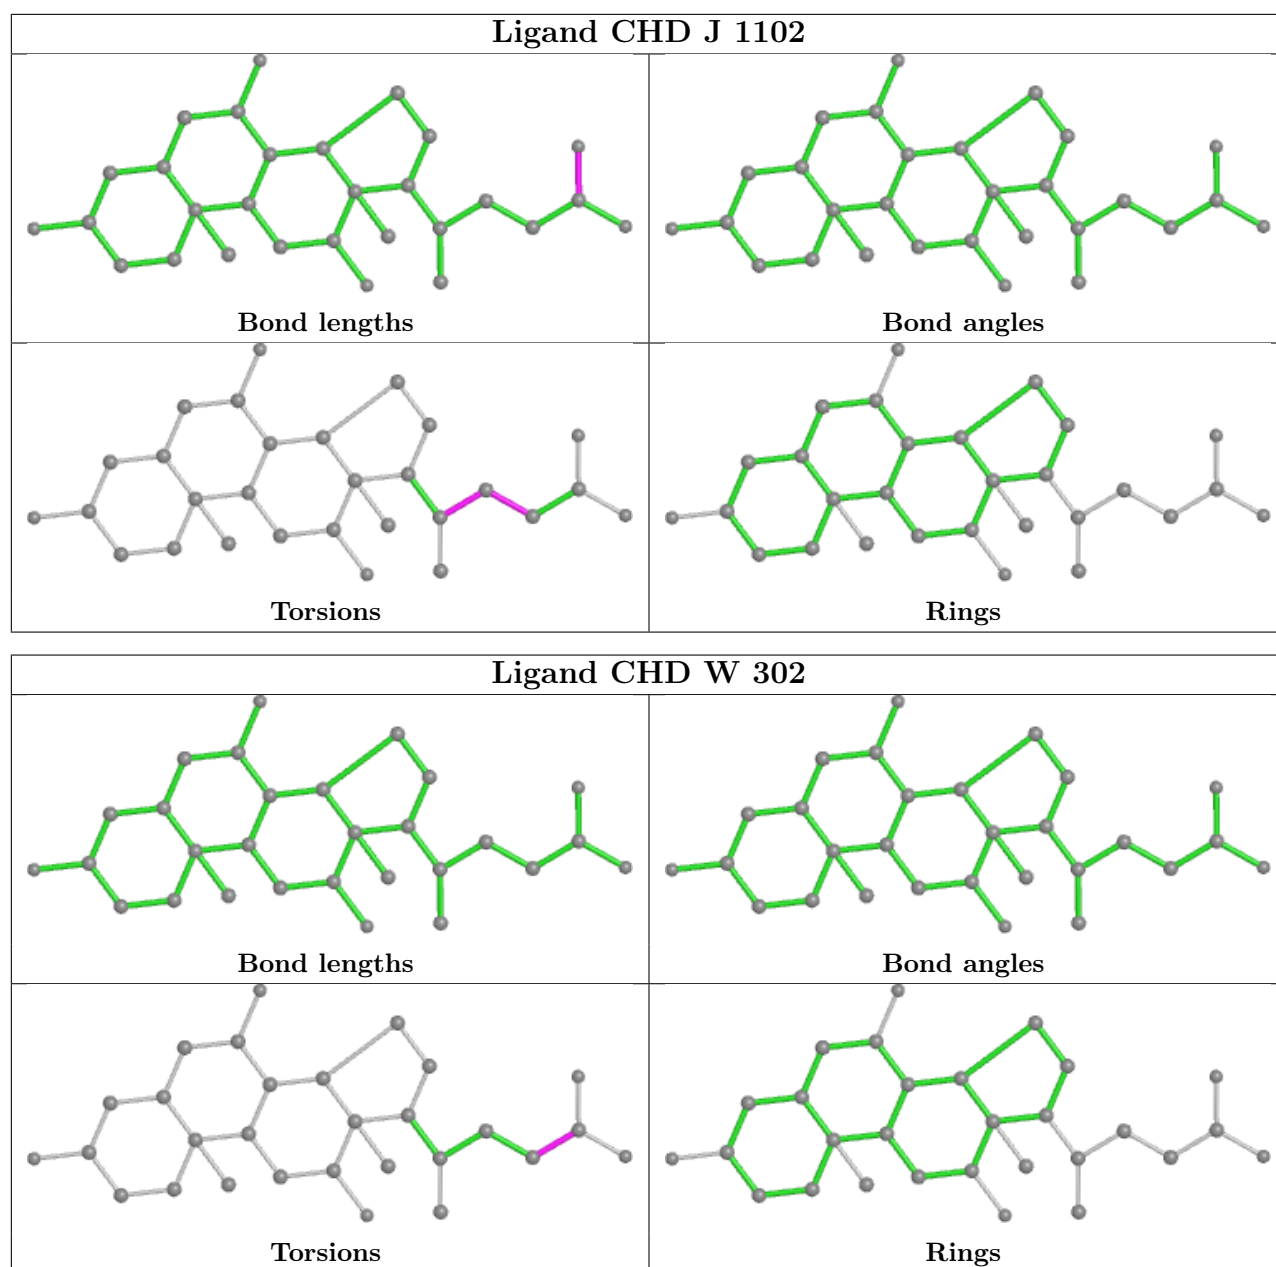 Ligand CHD J 1102
Bond lengths
Bond angles
Torsions
Rings
Ligand CHD W 302
Bond lengths
Bond angles
Torsions
Rings